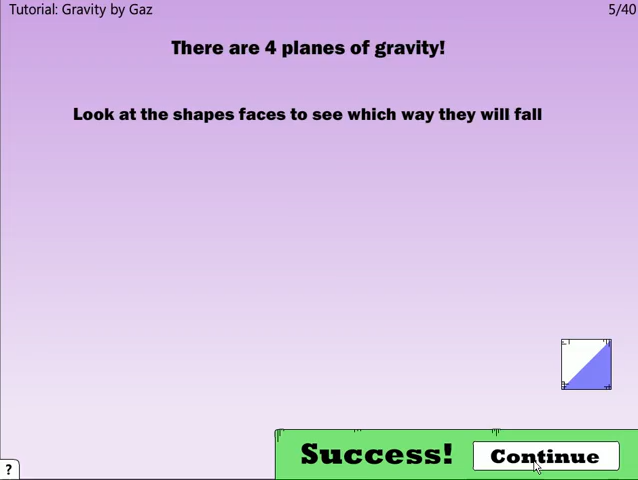 Tutorial: Gravity by Gaz
5/40
There are 4 planes of gravity!
Look at the shapes faces to see which way they will fall
Success!
Continue
?